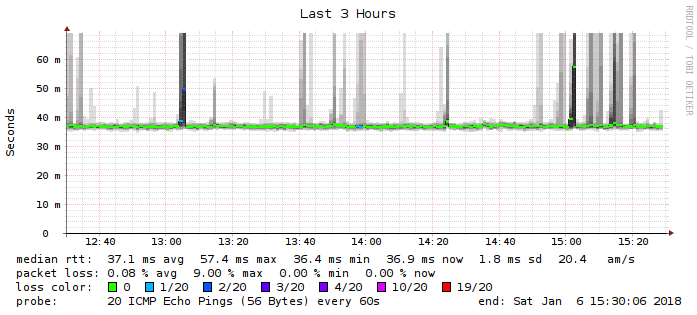 Last 3 Hours
RRDTOOL / TOBI OETIKER
Seconds
60 m
50 m
40 m
30 m
20 m
10 m
0
12:40 13:00 13:20 13:40 14:00 14:20 14:40 15:00 15:20
median rtt: 37.1 ms avg 57.4 ms max 36.4 ms min 36.9 ms now 1.8 ms sd 20.4 am/s
packet loss: 0.08 % avg 9.00 % max 0.00 % min 0.00 % now
loss color: 0 1/20 2/20 3/20 4/20 10/20 19/20
probe: 20 ICMP Echo Pings (56 Bytes) every 60s end: Sat Jan 6 15:30:06 2018